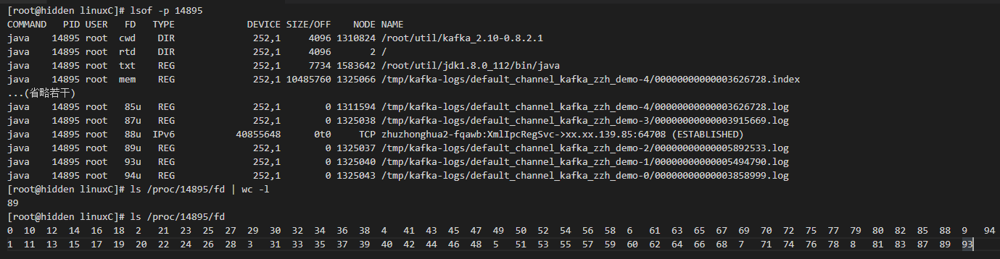 [root@hidden linuxC]# lsof -p 14895
COMMAND PID USER FD TYPE DEVICE SIZE/OFF NODE NAME
java 14895 root cwd DIR 252,1 4096 1310824 /root/util/kafka_2.10-0.8.2.1
java 14895 root rtd DIR 252,1 4096 2 /
java 14895 root txt REG 252,1 7734 1583642 /root/util/jdk1.8.0_112/bin/java
java 14895 root mem REG 252,1 10485760 1325066 /tmp/kafka-logs/default_channel_kafka_zzh_demo-4/00000000000003626728.index
...(省略若干)
java 14895 root 85u REG 252,1 0 1311594 /tmp/kafka-logs/default_channel_kafka_zzh_demo-4/00000000000003626728.log
java 14895 root 87u REG 252,1 0 1325038 /tmp/kafka-logs/default_channel_kafka_zzh_demo-3/00000000000003915669.log
java 14895 root 88u IPv6 40855648 0t0 TCP zhuzhonghua2-fqawb:XmlIpcRegSvc->xx.xx.139.85:64708 (ESTABLISHED)
java 14895 root 89u REG 252,1 0 1325037 /tmp/kafka-logs/default_channel_kafka_zzh_demo-2/00000000000005892533.log
java 14895 root 93u REG 252,1 0 1325040 /tmp/kafka-logs/default_channel_kafka_zzh_demo-1/00000000000005494790.log
java 14895 root 94u REG 252,1 0 1325043 /tmp/kafka-logs/default_channel_kafka_zzh_demo-0/00000000000003858999.log
[root@hidden linuxC]# ls /proc/14895/fd | wc -l
89
[root@hidden linuxC]# ls /proc/14895/fd
0 10 12 14 16 18 2 21 23 25 27 29 30 32 34 36 38 4 41 43 45 47 49 50 52 54 56 58 6 61 63 65 67 69 70 72 75 77 79 80 82 85 88 9 94
1 11 13 15 17 19 20 22 24 26 28 3 31 33 35 37 39 40 42 44 46 48 5 51 53 55 57 59 60 62 64 66 68 7 71 74 76 78 8 81 83 87 89 93